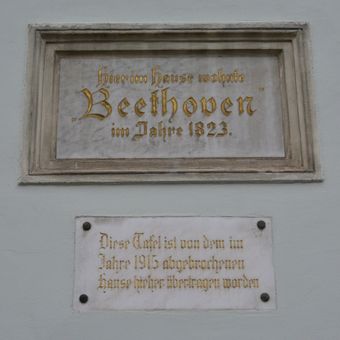 Hier im Hause wohnte
„Beethoven”
im Jahre 1823.
Diese Tafel ist von dem im
Jahre 1915 abgebrochenen
Hause hieher übertragen worden